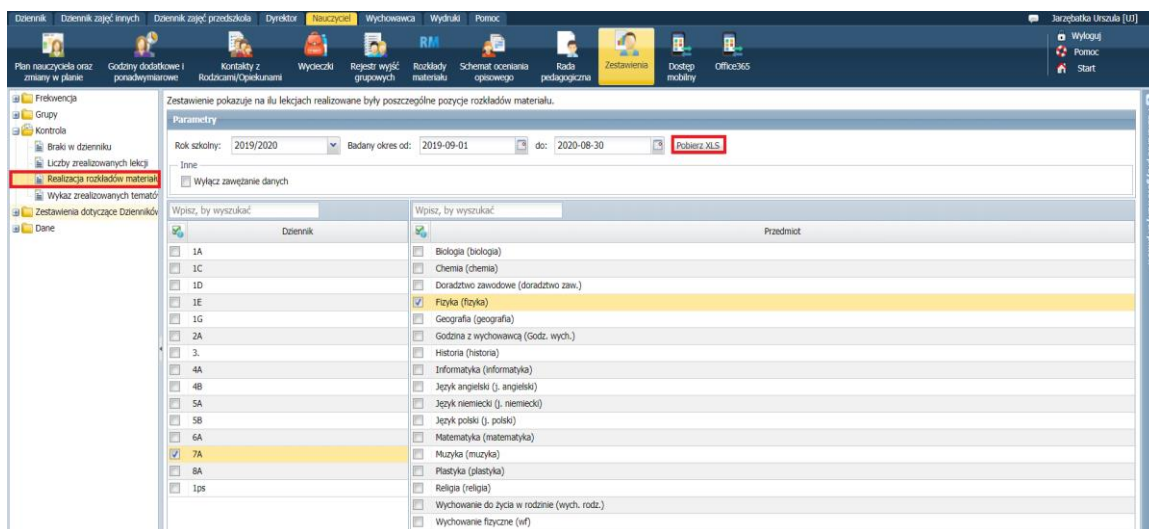 Dziennik Dziennik zajęć innych Dziennik zajęć przedszkola Dyrektor Nauczyciel Wychowawca Wydruki Pomoc Jarzębatka Urszula [UJ]
Plan nauczyciela oraz zmiany w planie
Godziny dodatkowe i ponadwymiarowe
Kontakty z Rodzicami/Opiekunami
Wycieczki
Rejestr wyjść grupowych
RM
Rozkłady materiału
Schemat oceniania opisowego
Rada pedagogiczna
Zestawienia
Dostęp mobilny
Office365
Wyloguj
Pomoc
Start
Frekwencja
Grupy
Kontrola
Braki w dzienniku
Liczby zrealizowanych lekcji
Realizacja rozkładów materiału
Wykaz zrealizowanych tematów
Zestawienia dotyczące Dzienników
Dane
Zestawienie pokazuje na ilu lekcjach realizowane były poszczególne pozycje rozkładów materiału.
Parametry
Rok szkolny: 2019/2020 Badany okres od: 2019-09-01 do: 2020-08-30 Pobierz XLS
Inne
Wyłącz zawężanie danych
Wpisz, by wyszukać
Dziennik
1A
1C
1D
1E
1G
2A
3.
4A
4B
5A
5B
6A
7A
8A
1ps
Wpisz, by wyszukać
Przedmiot
Biologia (biologia)
Chemia (chemia)
Doradztwo zawodowe (doradztwo zaw.)
Fizyka (fizyka)
Geografia (geografia)
Godzina z wychowawcą (Godz. wych.)
Historia (historia)
Informatyka (informatyka)
Język angielski (j. angielski)
Język niemiecki (j. niemiecki)
Język polski (j. polski)
Matematyka (matematyka)
Muzyka (muzyka)
Plastyka (plastyka)
Religia (religia)
Wychowanie do życia w rodzinie (wych. rodz.)
Wychowanie fizyczne (wf)